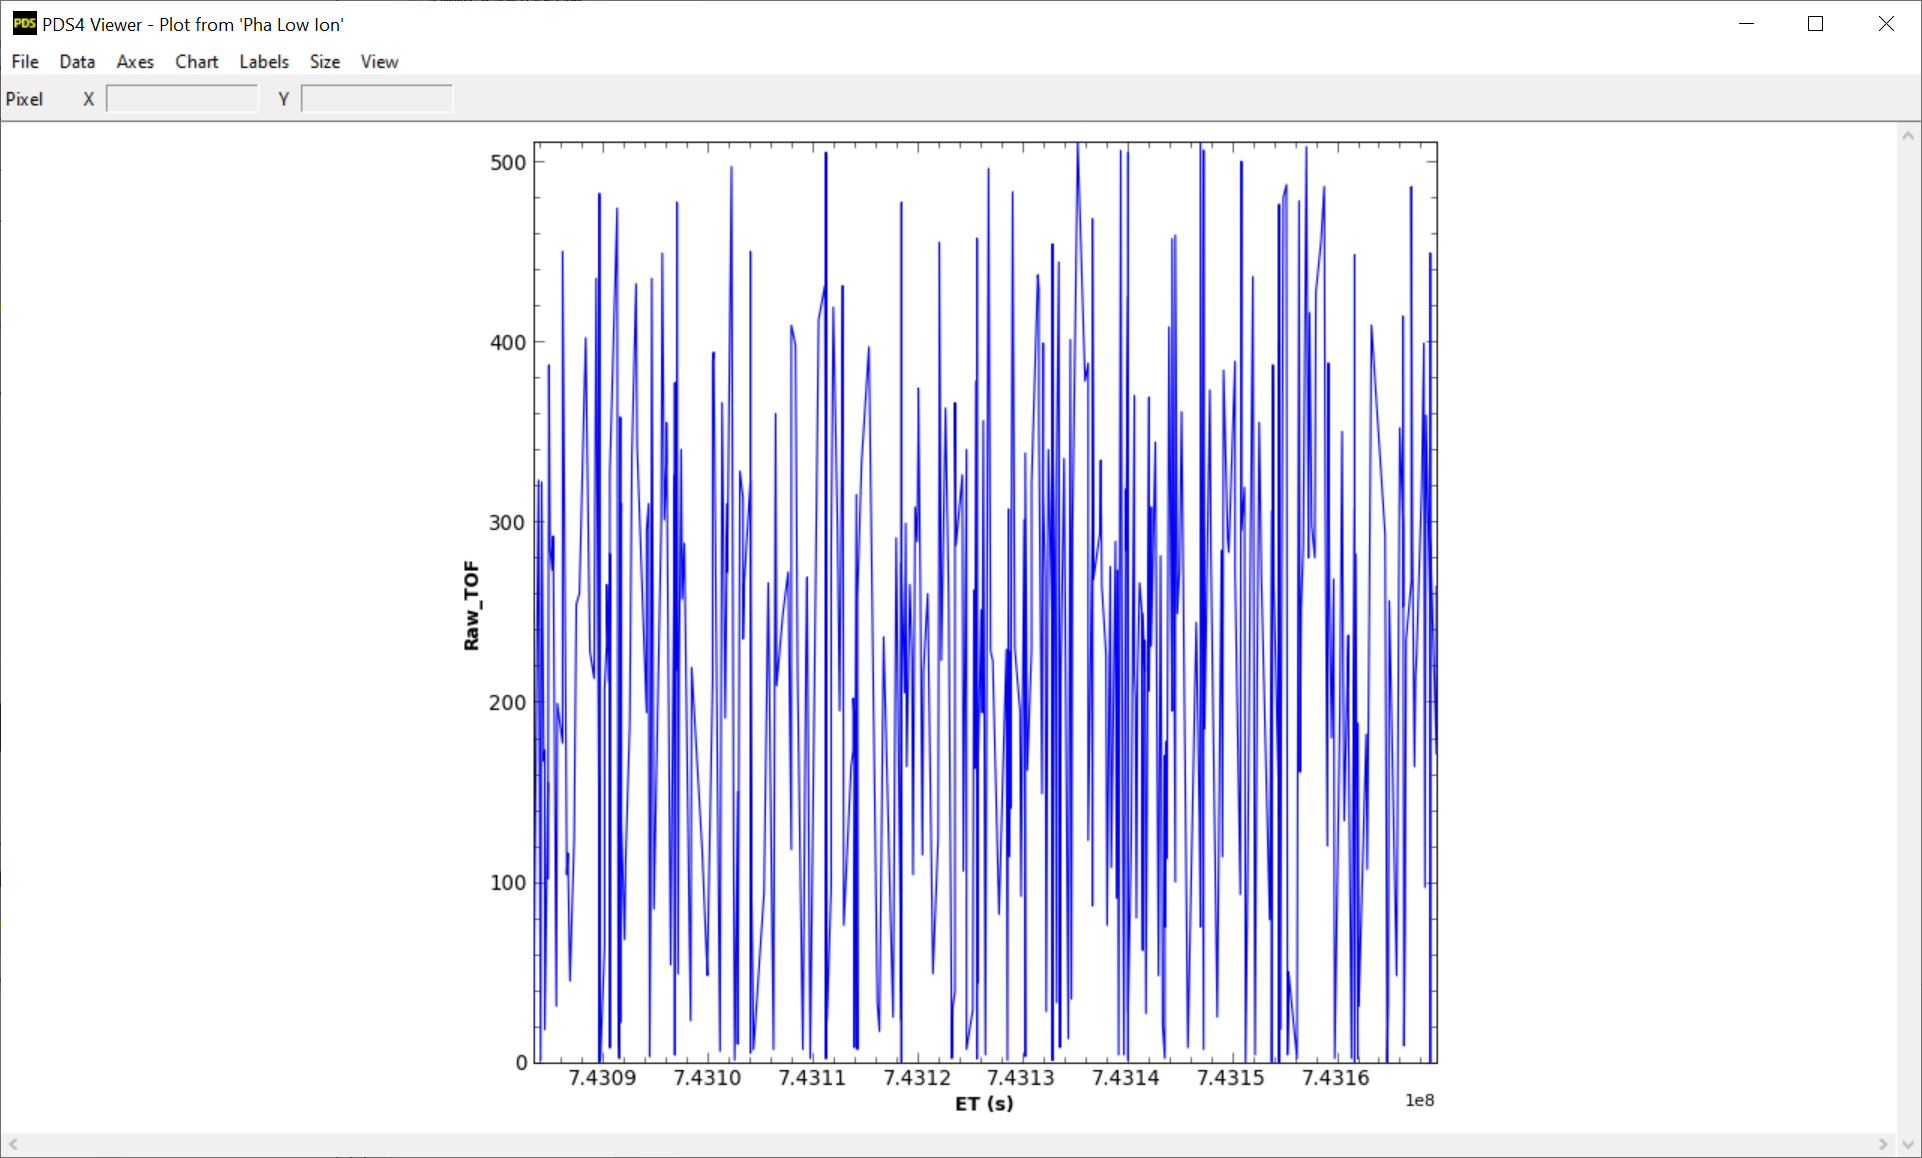 PDS PDS4 Viewer - Plot from 'Pha Low Ion'
File Data Axes Chart Labels Size View
Pixel X Y
500
400
300
200
100
0
Raw_TOF
7.4309 7.4310 7.4311 7.4312 7.4313 7.4314 7.4315 7.4316
ET (s)
1e8